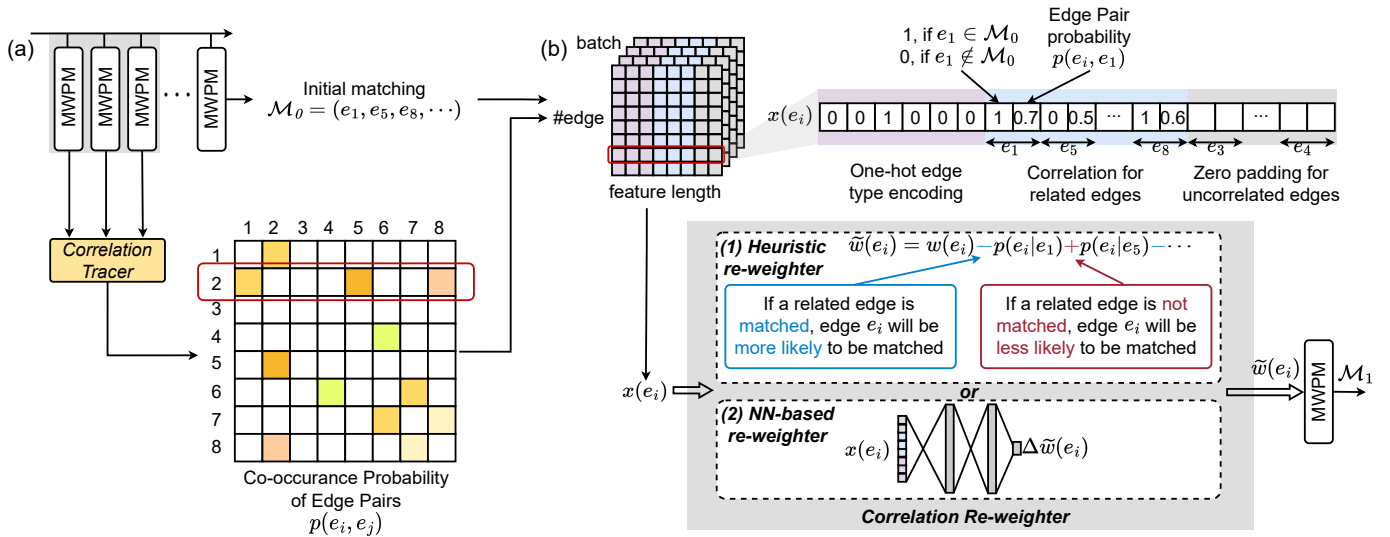 (a)
MWPM
MWPM
MWPM
...
MWPM
Initial matching
ℳ₀ = (e₁, e₅, e₈, ⋯)
Correlation
Tracer
1 2 3 4 5 6 7 8
1
2
3
4
5
6
7
8
Co-occurance Probability
of Edge Pairs
p(eᵢ, eⱼ)
(b)
batch
#edge
feature length
1, if e₁ ∈ ℳ₀
0, if e₁ ∉ ℳ₀
Edge Pair
probability
p(eᵢ, e₁)
x(eᵢ) 0 0 1 0 0 0 1 0.7 0 0.5 ... 1 0.6 ...
e₁ e₅ e₈ e₃ e₄
One-hot edge
type encoding
Correlation for
related edges
Zero padding for
uncorrelated edges
(1) Heuristic
re-weighter
w̃(eᵢ) = w(eᵢ) − p(eᵢ|e₁) + p(eᵢ|e₅) − ⋯
If a related edge is
matched, edge eᵢ will be
more likely to be matched
If a related edge is not
matched, edge eᵢ will be
less likely to be matched
x(eᵢ)
or
(2) NN-based
re-weighter
x(eᵢ)
Δw̃(eᵢ)
Correlation Re-weighter
w̃(eᵢ)
MWPM
ℳ₁